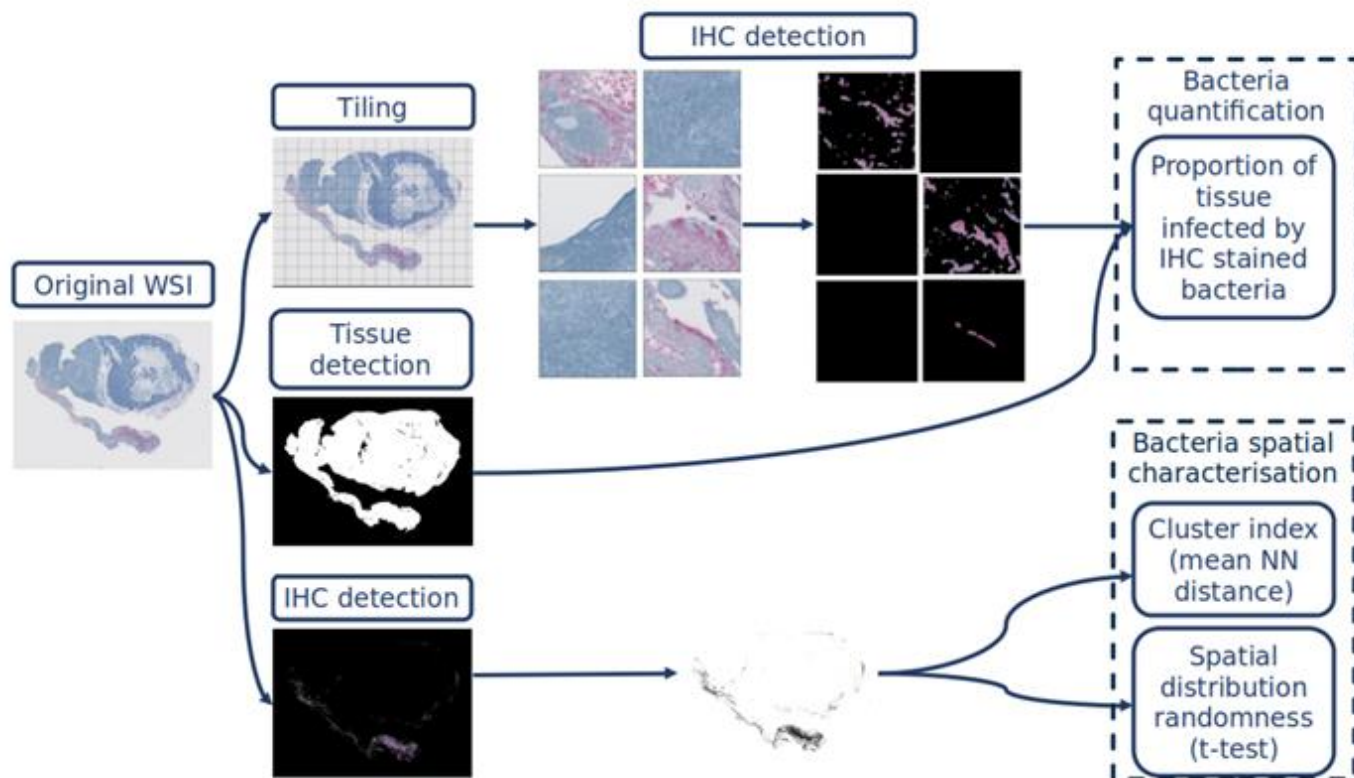 IHC detection
Tiling
Bacteria
quantification
Proportion of
tissue
infected by
IHC stained
bacteria
Original WSI
Tissue
detection
Bacteria spatial
characterisation
Cluster index
(mean NN
distance)
IHC detection
Spatial
distribution
randomness
(t-test)